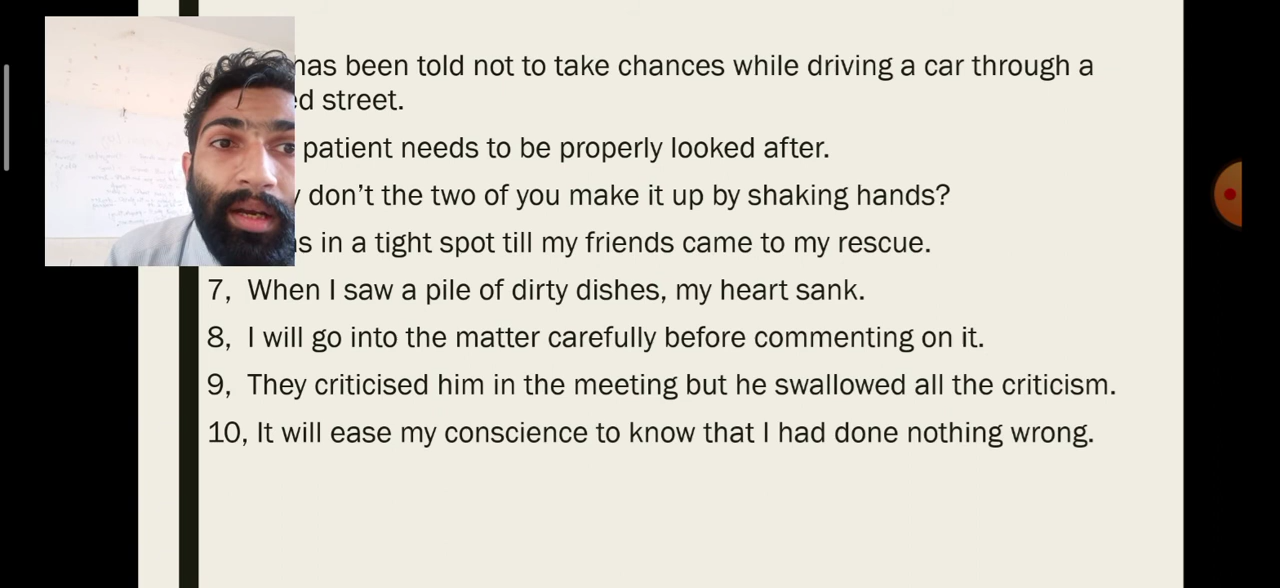 has been told not to take chances while driving a car through a
ed street.
patient needs to be properly looked after.
don’t the two of you make it up by shaking hands?
in a tight spot till my friends came to my rescue.
7, When I saw a pile of dirty dishes, my heart sank.
8, I will go into the matter carefully before commenting on it.
9, They criticised him in the meeting but he swallowed all the criticism.
10, It will ease my conscience to know that I had done nothing wrong.